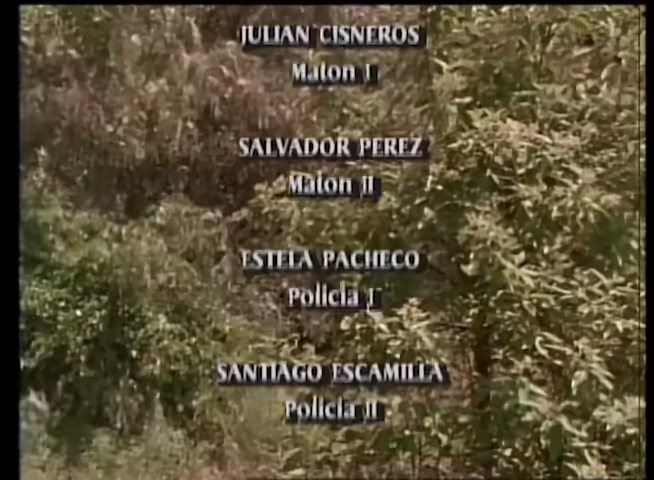 JULIAN CISNEROS
Maton I
SALVADOR PEREZ
Maton II
ESTELA PACHECO
Policia I
SANTIAGO ESCAMILLA
Policia II